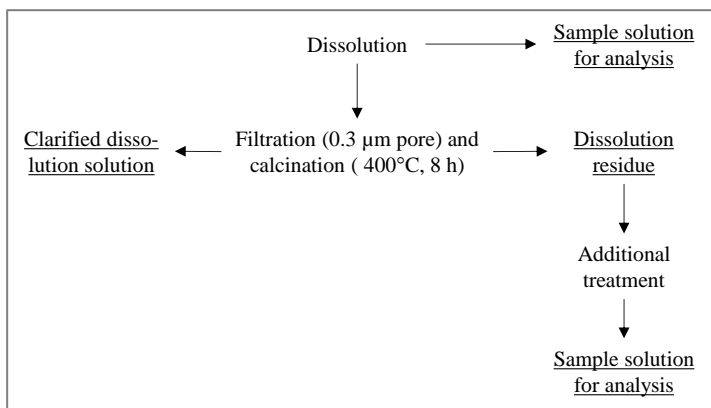 Dissolution
Sample solution
for analysis
Clarified disso-
lution solution
Filtration (0.3 µm pore) and
calcination ( 400°C, 8 h)
Dissolution
residue
Additional
treatment
Sample solution
for analysis